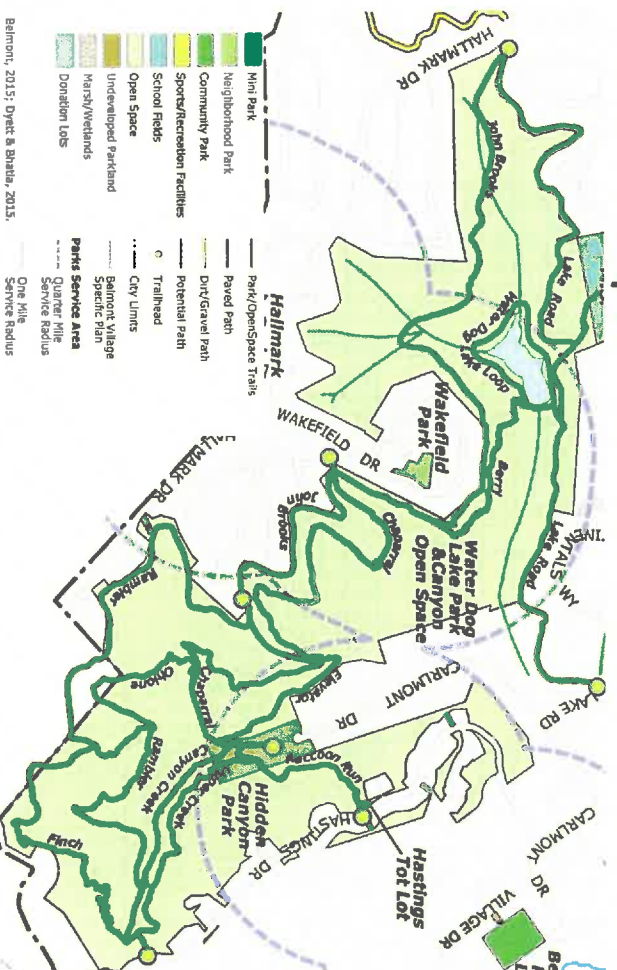 HALLMARK DR
John Brooks
Lake Road
Water Dog
Lake Loop
Hallmark
WAKEFIELD DR
Wakefield
Park
Berry
Lake Road
LAKE RD
Water Dog
Lake Park
& Canyon
Open Space
John
Brooks
Chaparral
HALLMARK DR
Rambler
Elevator
CARLMONT
DR
Ohlone
Chaparral
Rambler
Canyon Creek
Raccoon Run
Hidden
Canyon
Park
Finch
HASTINGS
DR
Hastings
Tot Lot
CARLMONT
DR
VILLAGE DR
Mini Park
Neighborhood Park
Community Park
Sports/Recreation Facilities
School Fields
Open Space
Undeveloped Parkland
Marsh/Wetlands
Donation Lots
Park/OpenSpace Trails
Paved Path
Dirt/Gravel Path
Potential Path
Trailhead
City Limits
Belmont Village
Specific Plan
Parks Service Area
Quarter Mile
Service Radius
One Mile
Service Radius
Belmont, 2015; Dyett & Bhatia, 2015.